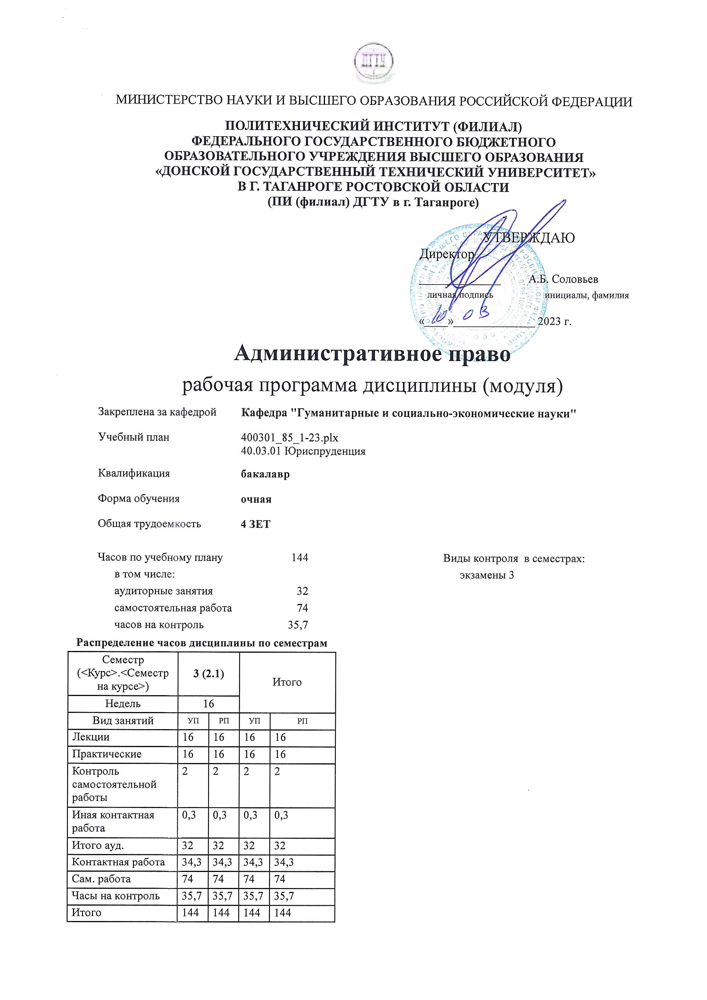 ДГТУ
МИНИСТЕРСТВО НАУКИ И ВЫСШЕГО ОБРАЗОВАНИЯ РОССИЙСКОЙ ФЕДЕРАЦИИ
ПОЛИТЕХНИЧЕСКИЙ ИНСТИТУТ (ФИЛИАЛ)
ФЕДЕРАЛЬНОГО ГОСУДАРСТВЕННОГО БЮДЖЕТНОГО
ОБРАЗОВАТЕЛЬНОГО УЧРЕЖДЕНИЯ ВЫСШЕГО ОБРАЗОВАНИЯ
«ДОНСКОЙ ГОСУДАРСТВЕННЫЙ ТЕХНИЧЕСКИЙ УНИВЕРСИТЕТ»
В Г. ТАГАНРОГЕ РОСТОВСКОЙ ОБЛАСТИ
(ПИ (филиал) ДГТУ в г. Таганроге)
УТВЕРЖДАЮ
Директор
______________ А.Б. Соловьев
личная подпись инициалы, фамилия
«10» 03 2023 г.
Административное право
рабочая программа дисциплины (модуля)
Закреплена за кафедрой Кафедра "Гуманитарные и социально-экономические науки"
Учебный план 400301_85_1-23.plx
40.03.01 Юриспруденция
Квалификация бакалавр
Форма обучения очная
Общая трудоемкость 4 ЗЕТ
Часов по учебному плану 144 Виды контроля в семестрах:
в том числе: экзамены 3
аудиторные занятия 32
самостоятельная работа 74
часов на контроль 35,7
Распределение часов дисциплины по семестрам
Семестр
(<Курс>.<Семестр 3 (2.1) Итого
на курсе>)
Недель 16
Вид занятий УП РП УП РП
Лекции 16 16 16 16
Практические 16 16 16 16
Контроль 2 2 2 2
самостоятельной
работы
Иная контактная 0,3 0,3 0,3 0,3
работа
Итого ауд. 32 32 32 32
Контактная работа 34,3 34,3 34,3 34,3
Сам. работа 74 74 74 74
Часы на контроль 35,7 35,7 35,7 35,7
Итого 144 144 144 144